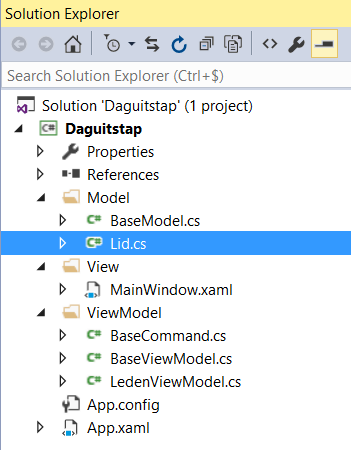 Solution Explorer
Search Solution Explorer (Ctrl+$)
Solution 'Daguitstap' (1 project)
C# Daguitstap
Properties
References
Model
C# BaseModel.cs
C# Lid.cs
View
MainWindow.xaml
ViewModel
C# BaseCommand.cs
C# BaseViewModel.cs
C# LedenViewModel.cs
App.config
App.xaml